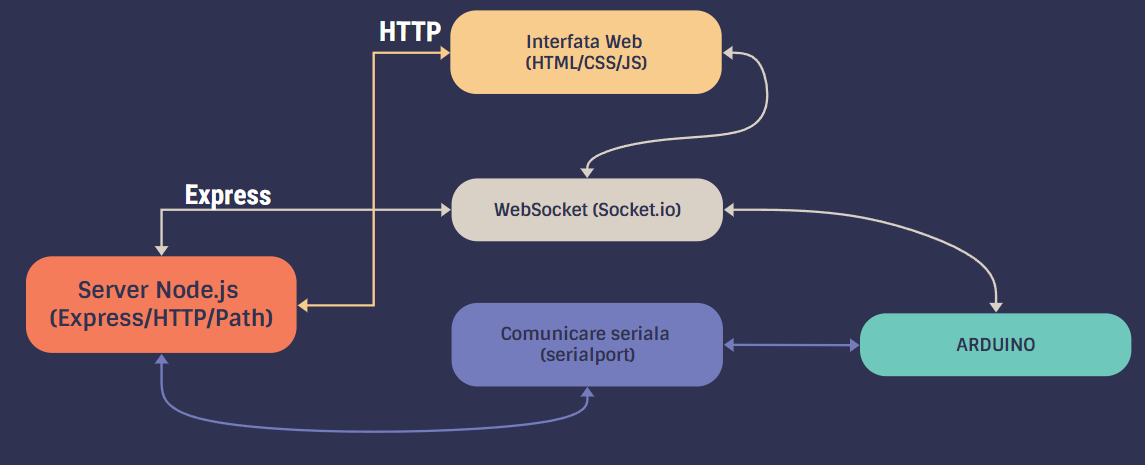 HTTP
Interfata Web
(HTML/CSS/JS)
Express
WebSocket (Socket.io)
Server Node.js
(Express/HTTP/Path)
Comunicare seriala
(serialport)
ARDUINO